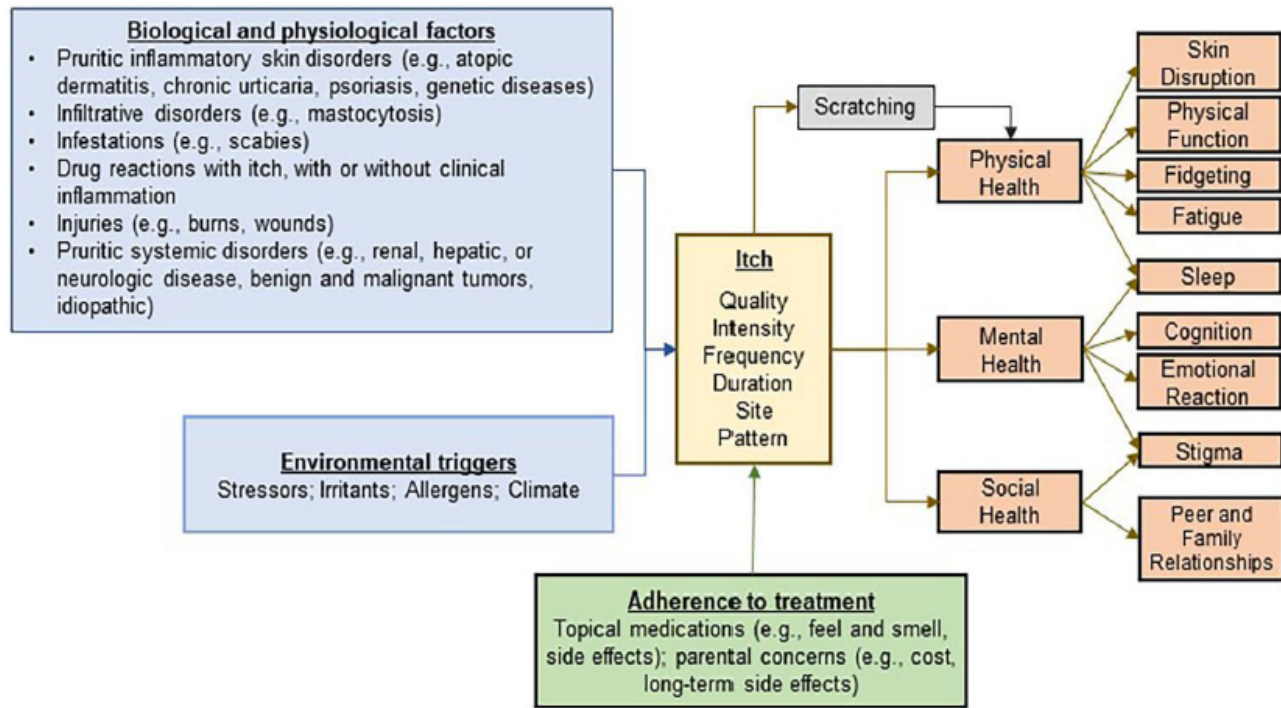 Biological and physiological factors
• Pruritic inflammatory skin disorders (e.g., atopic
dermatitis, chronic urticaria, psoriasis, genetic diseases)
• Infiltrative disorders (e.g., mastocytosis)
• Infestations (e.g., scabies)
• Drug reactions with itch, with or without clinical
inflammation
• Injuries (e.g., burns, wounds)
• Pruritic systemic disorders (e.g., renal, hepatic, or
neurologic disease, benign and malignant tumors,
idiopathic)
Environmental triggers
Stressors; Irritants; Allergens; Climate
Itch
Quality
Intensity
Frequency
Duration
Site
Pattern
Adherence to treatment
Topical medications (e.g., feel and smell,
side effects); parental concerns (e.g., cost,
long-term side effects)
Scratching
Physical
Health
Mental
Health
Social
Health
Skin
Disruption
Physical
Function
Fidgeting
Fatigue
Sleep
Cognition
Emotional
Reaction
Stigma
Peer and
Family
Relationships